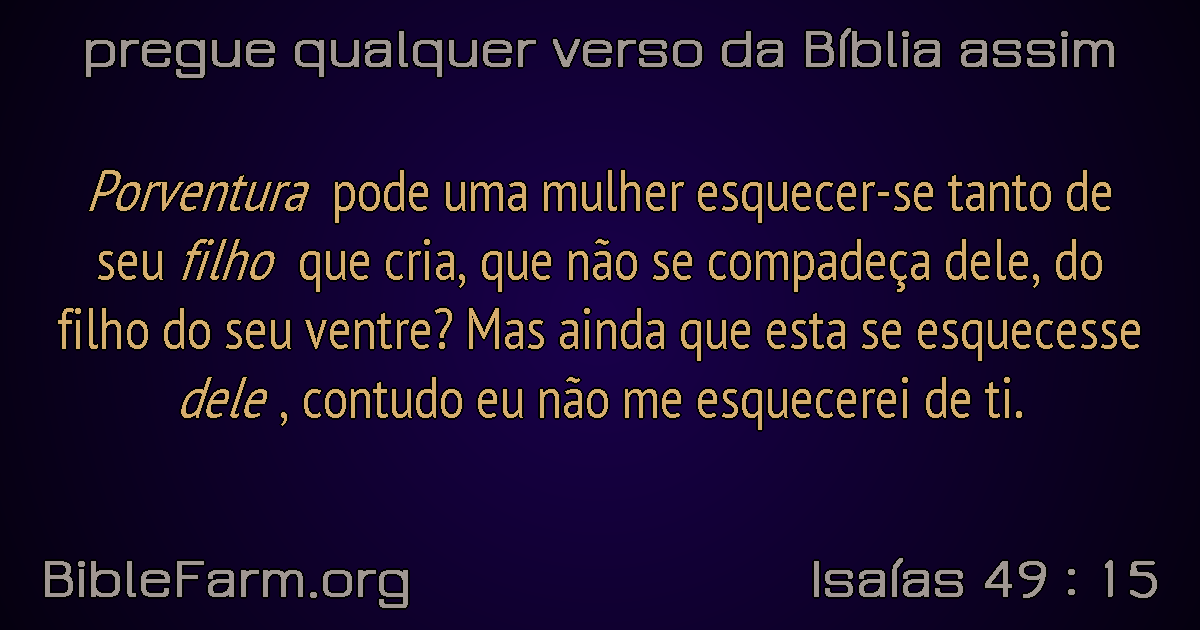 pregue qualquer verso da Bíblia assim
Porventura pode uma mulher esquecer-se tanto de
seu filho que cria, que não se compadeça dele, do
filho do seu ventre? Mas ainda que esta se esquecesse
dele , contudo eu não me esquecerei de ti.
BibleFarm.org
Isaías 49 : 15